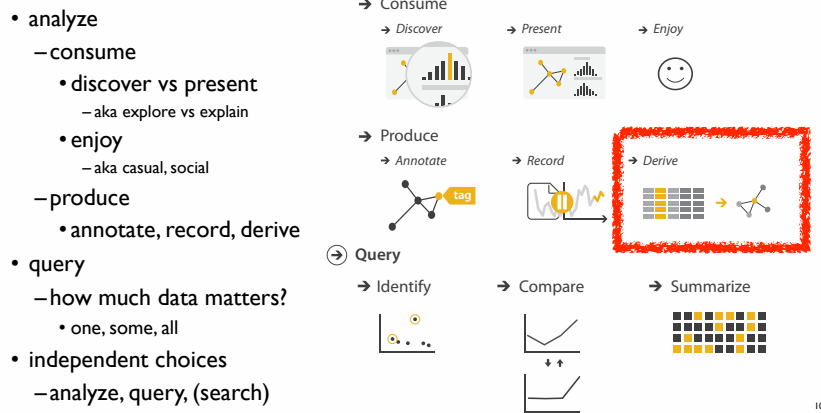 • analyze
–consume
• discover vs present
– aka explore vs explain
• enjoy
– aka casual, social
–produce
• annotate, record, derive
• query
–how much data matters?
• one, some, all
• independent choices
–analyze, query, (search)
→ Consume
→ Discover → Present → Enjoy
→ Produce
→ Annotate → Record → Derive
tag
→ Query
→ Identify → Compare → Summarize